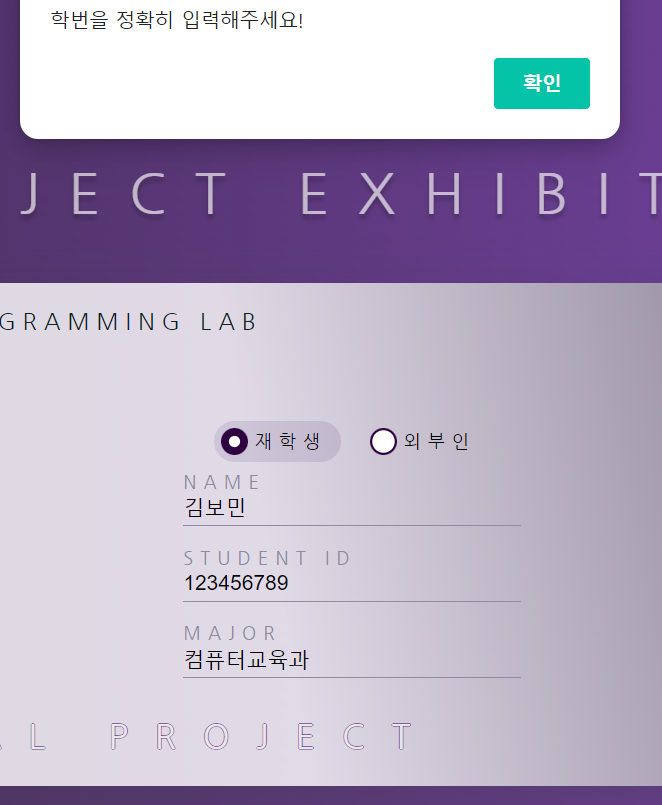 학번을 정확히 입력해주세요!
확인
JECT EXHIBIT
GRAMMING LAB
재학생 외부인
NAME
김보민
STUDENT ID
123456789
MAJOR
컴퓨터교육과
AL PROJECT